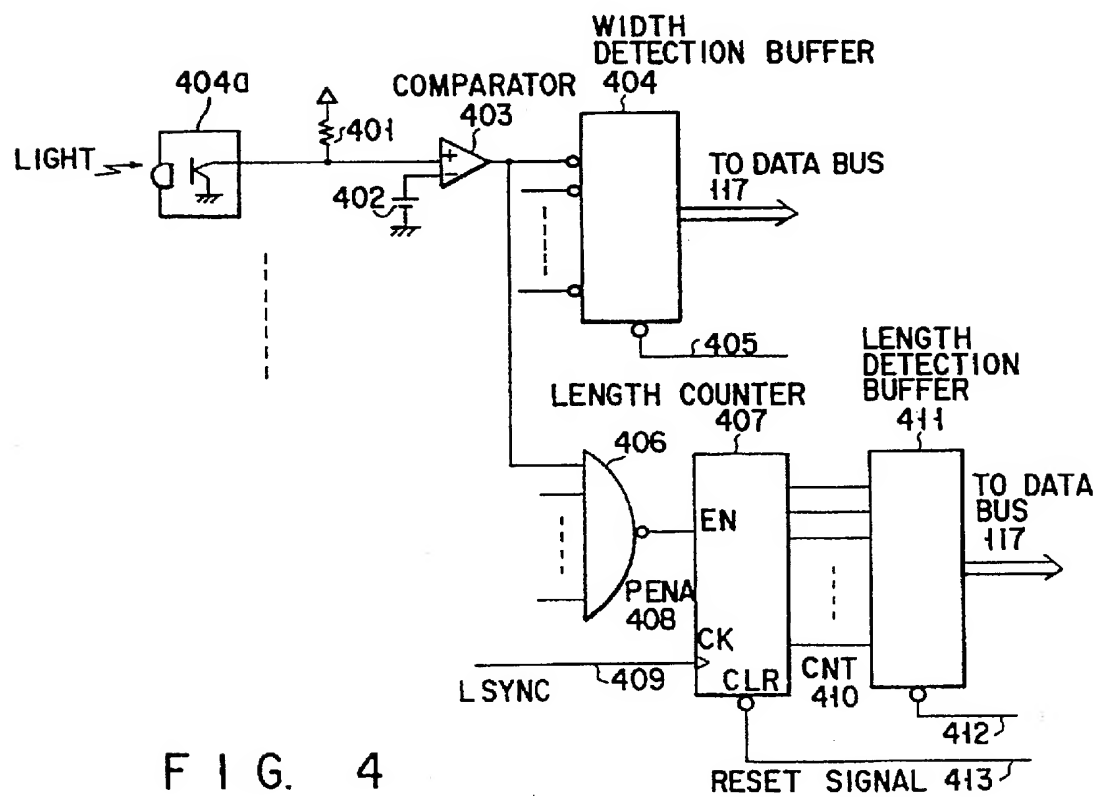 WIDTH
DETECTION BUFFER
404
404a
COMPARATOR
403
401
LIGHT
+
−
402
TO DATA BUS
117
405
LENGTH
DETECTION
BUFFER
411
LENGTH COUNTER
407
406
EN
TO DATA
BUS
117
PENA
408
CK
LSYNC
409
CLR
CNT
410
412
RESET SIGNAL 413
FIG. 4